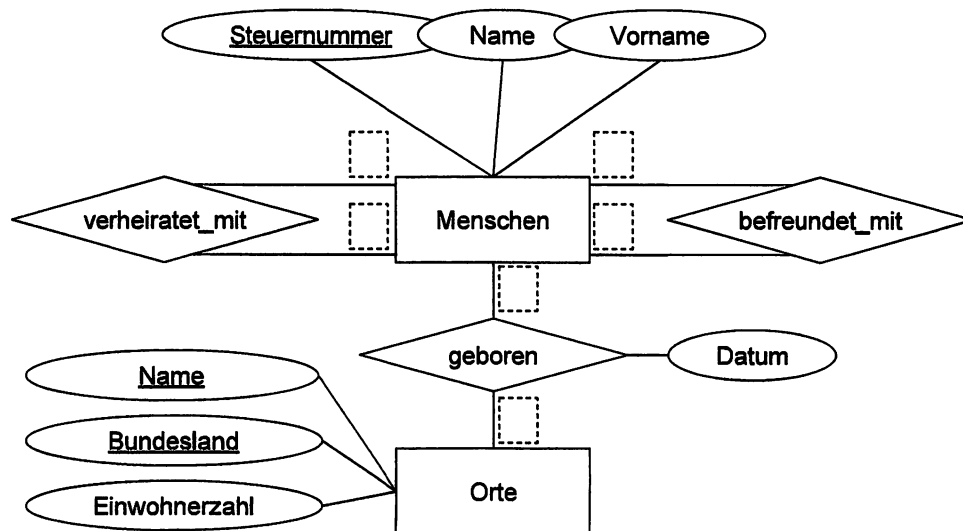 Steuernummer Name Vorname
verheiratet_mit Menschen befreundet_mit
geboren Datum
Name
Bundesland
Einwohnerzahl Orte